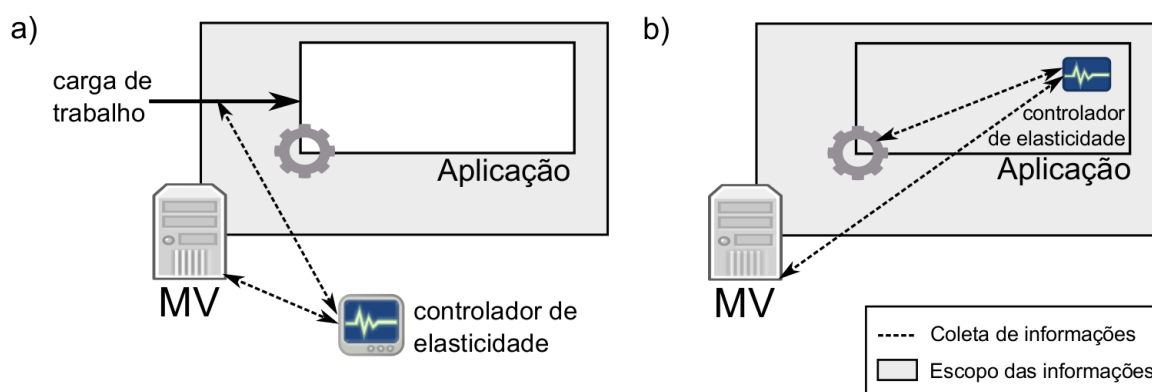 a)
carga de
trabalho
Aplicação
MV
controlador de
elasticidade
b)
controlador
de elasticidade
Aplicação
MV
Coleta de informações
Escopo das informações